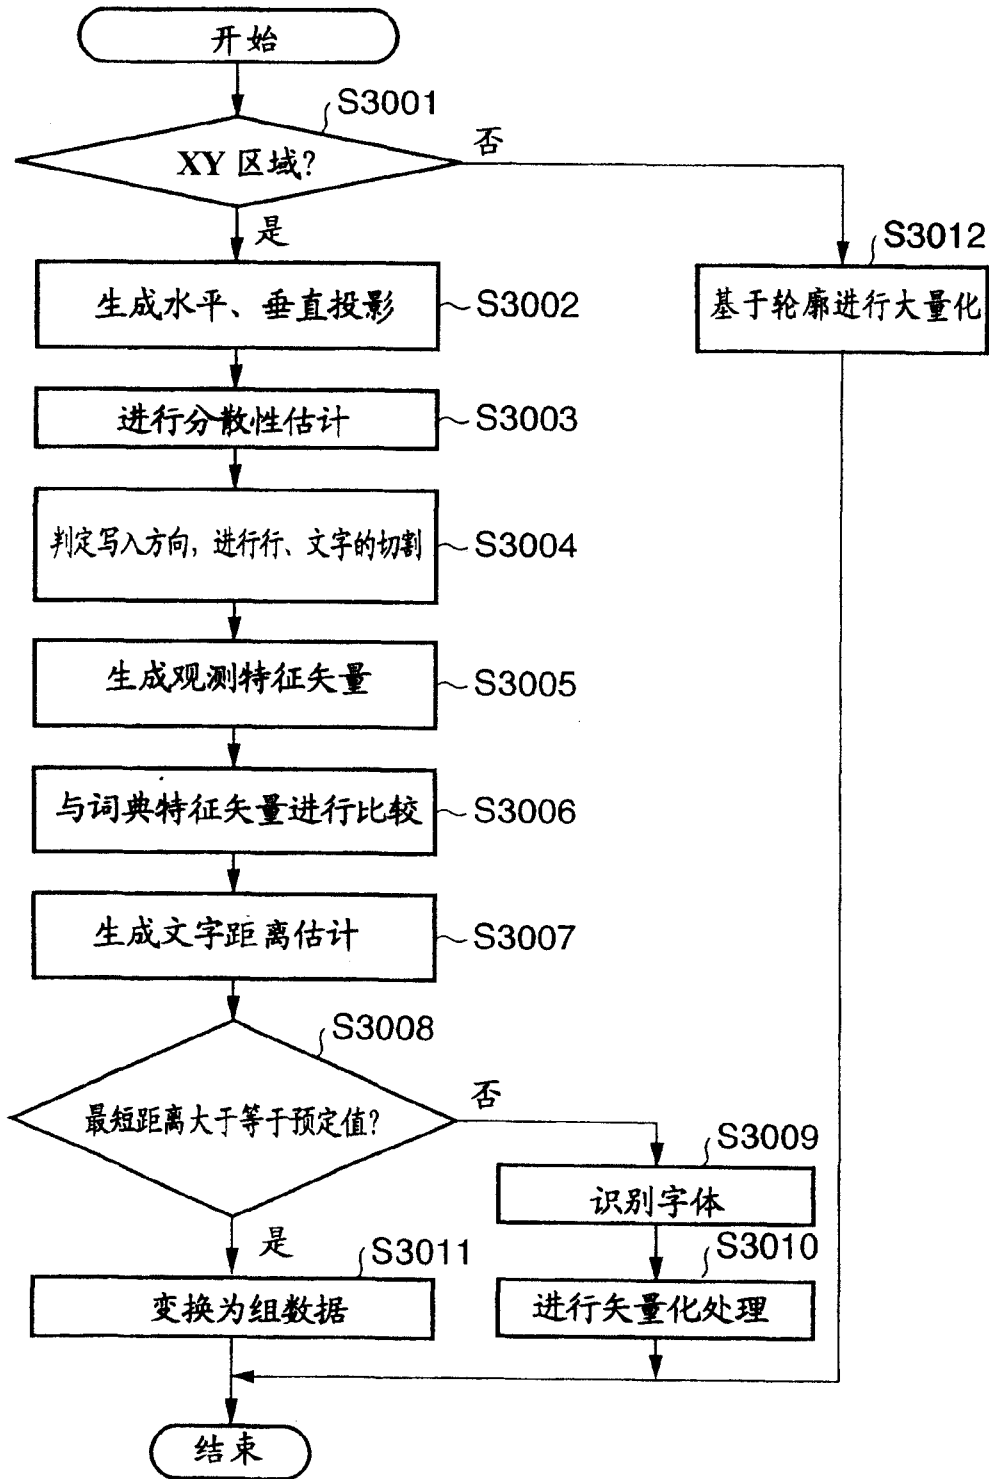 开始
S3001
XY 区域?
否
是
S3012
生成水平、垂直投影
S3002
基于轮廓进行大量化
进行分散性估计
S3003
判定写入方向，进行行、文字的切割
S3004
生成观测特征矢量
S3005
与词典特征矢量进行比较
S3006
生成文字距离估计
S3007
S3008
最短距离大于等于预定值?
否
S3009
识别字体
是
S3011
S3010
变换为组数据
进行矢量化处理
结束